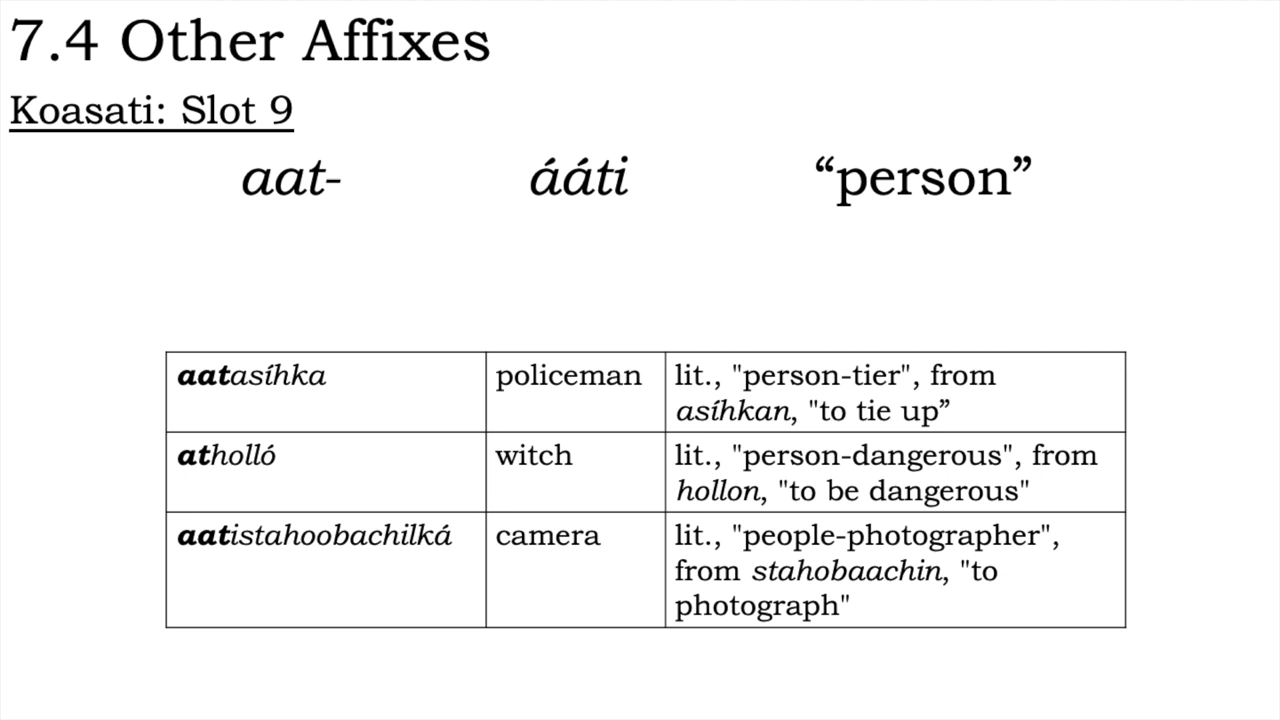 7.4 Other Affixes
Koasati: Slot 9
aat- ááti “person”
aatasíhka policeman lit., "person-tier", from
asíhkan, "to tie up”
atholló witch lit., "person-dangerous", from
hollon, "to be dangerous"
aatistahoobachilká camera lit., "people-photographer",
from stahobaachin, "to
photograph"